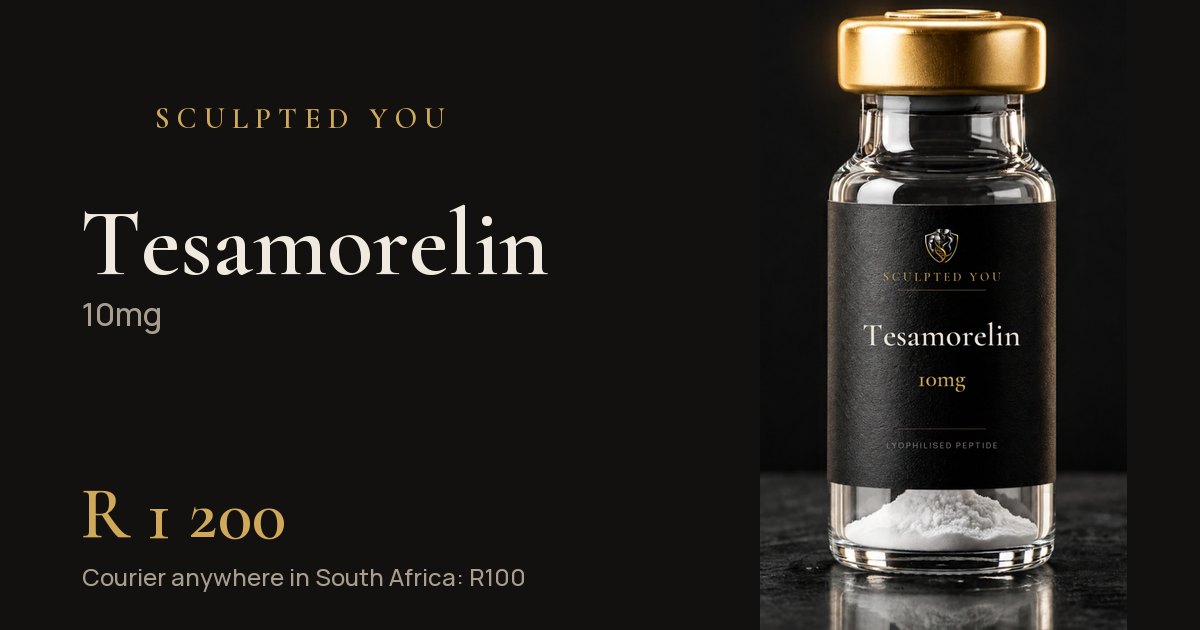 SCULPTED YOU
Tesamorelin
10mg
R 1 200
Courier anywhere in South Africa: R100
SCULPTED YOU
Tesamorelin
10mg
LYOPHILISED PEPTIDE